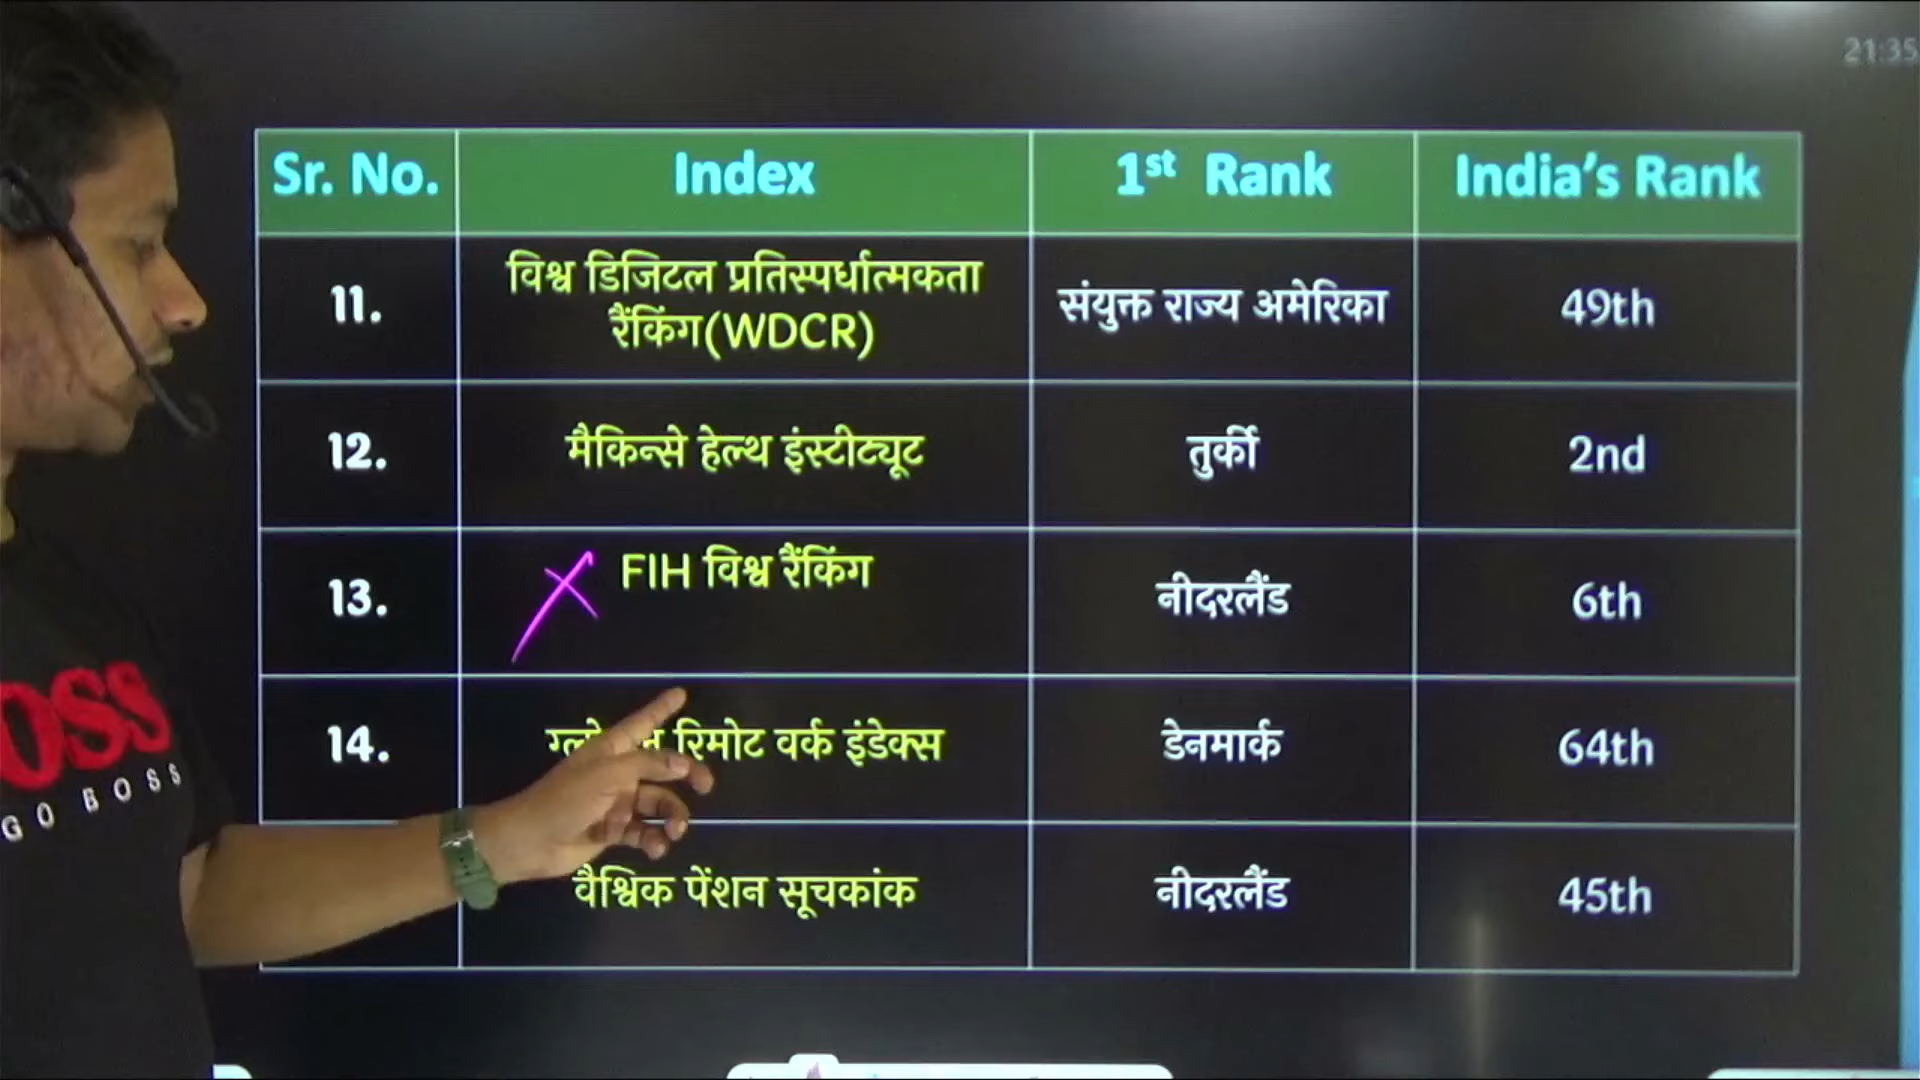 21:35
Sr. No. Index 1st Rank India's Rank
11. विश्व डिजिटल प्रतिस्पर्धात्मकता
रैंकिंग(WDCR) संयुक्त राज्य अमेरिका 49th
12. मैकिन्से हेल्थ इंस्टीट्यूट तुर्की 2nd
13. FIH विश्व रैंकिंग नीदरलैंड 6th
14. रिमोट वर्क इंडेक्स डेनमार्क 64th
वैश्विक पेंशन सूचकांक नीदरलैंड 45th
OSS
GO BOSS